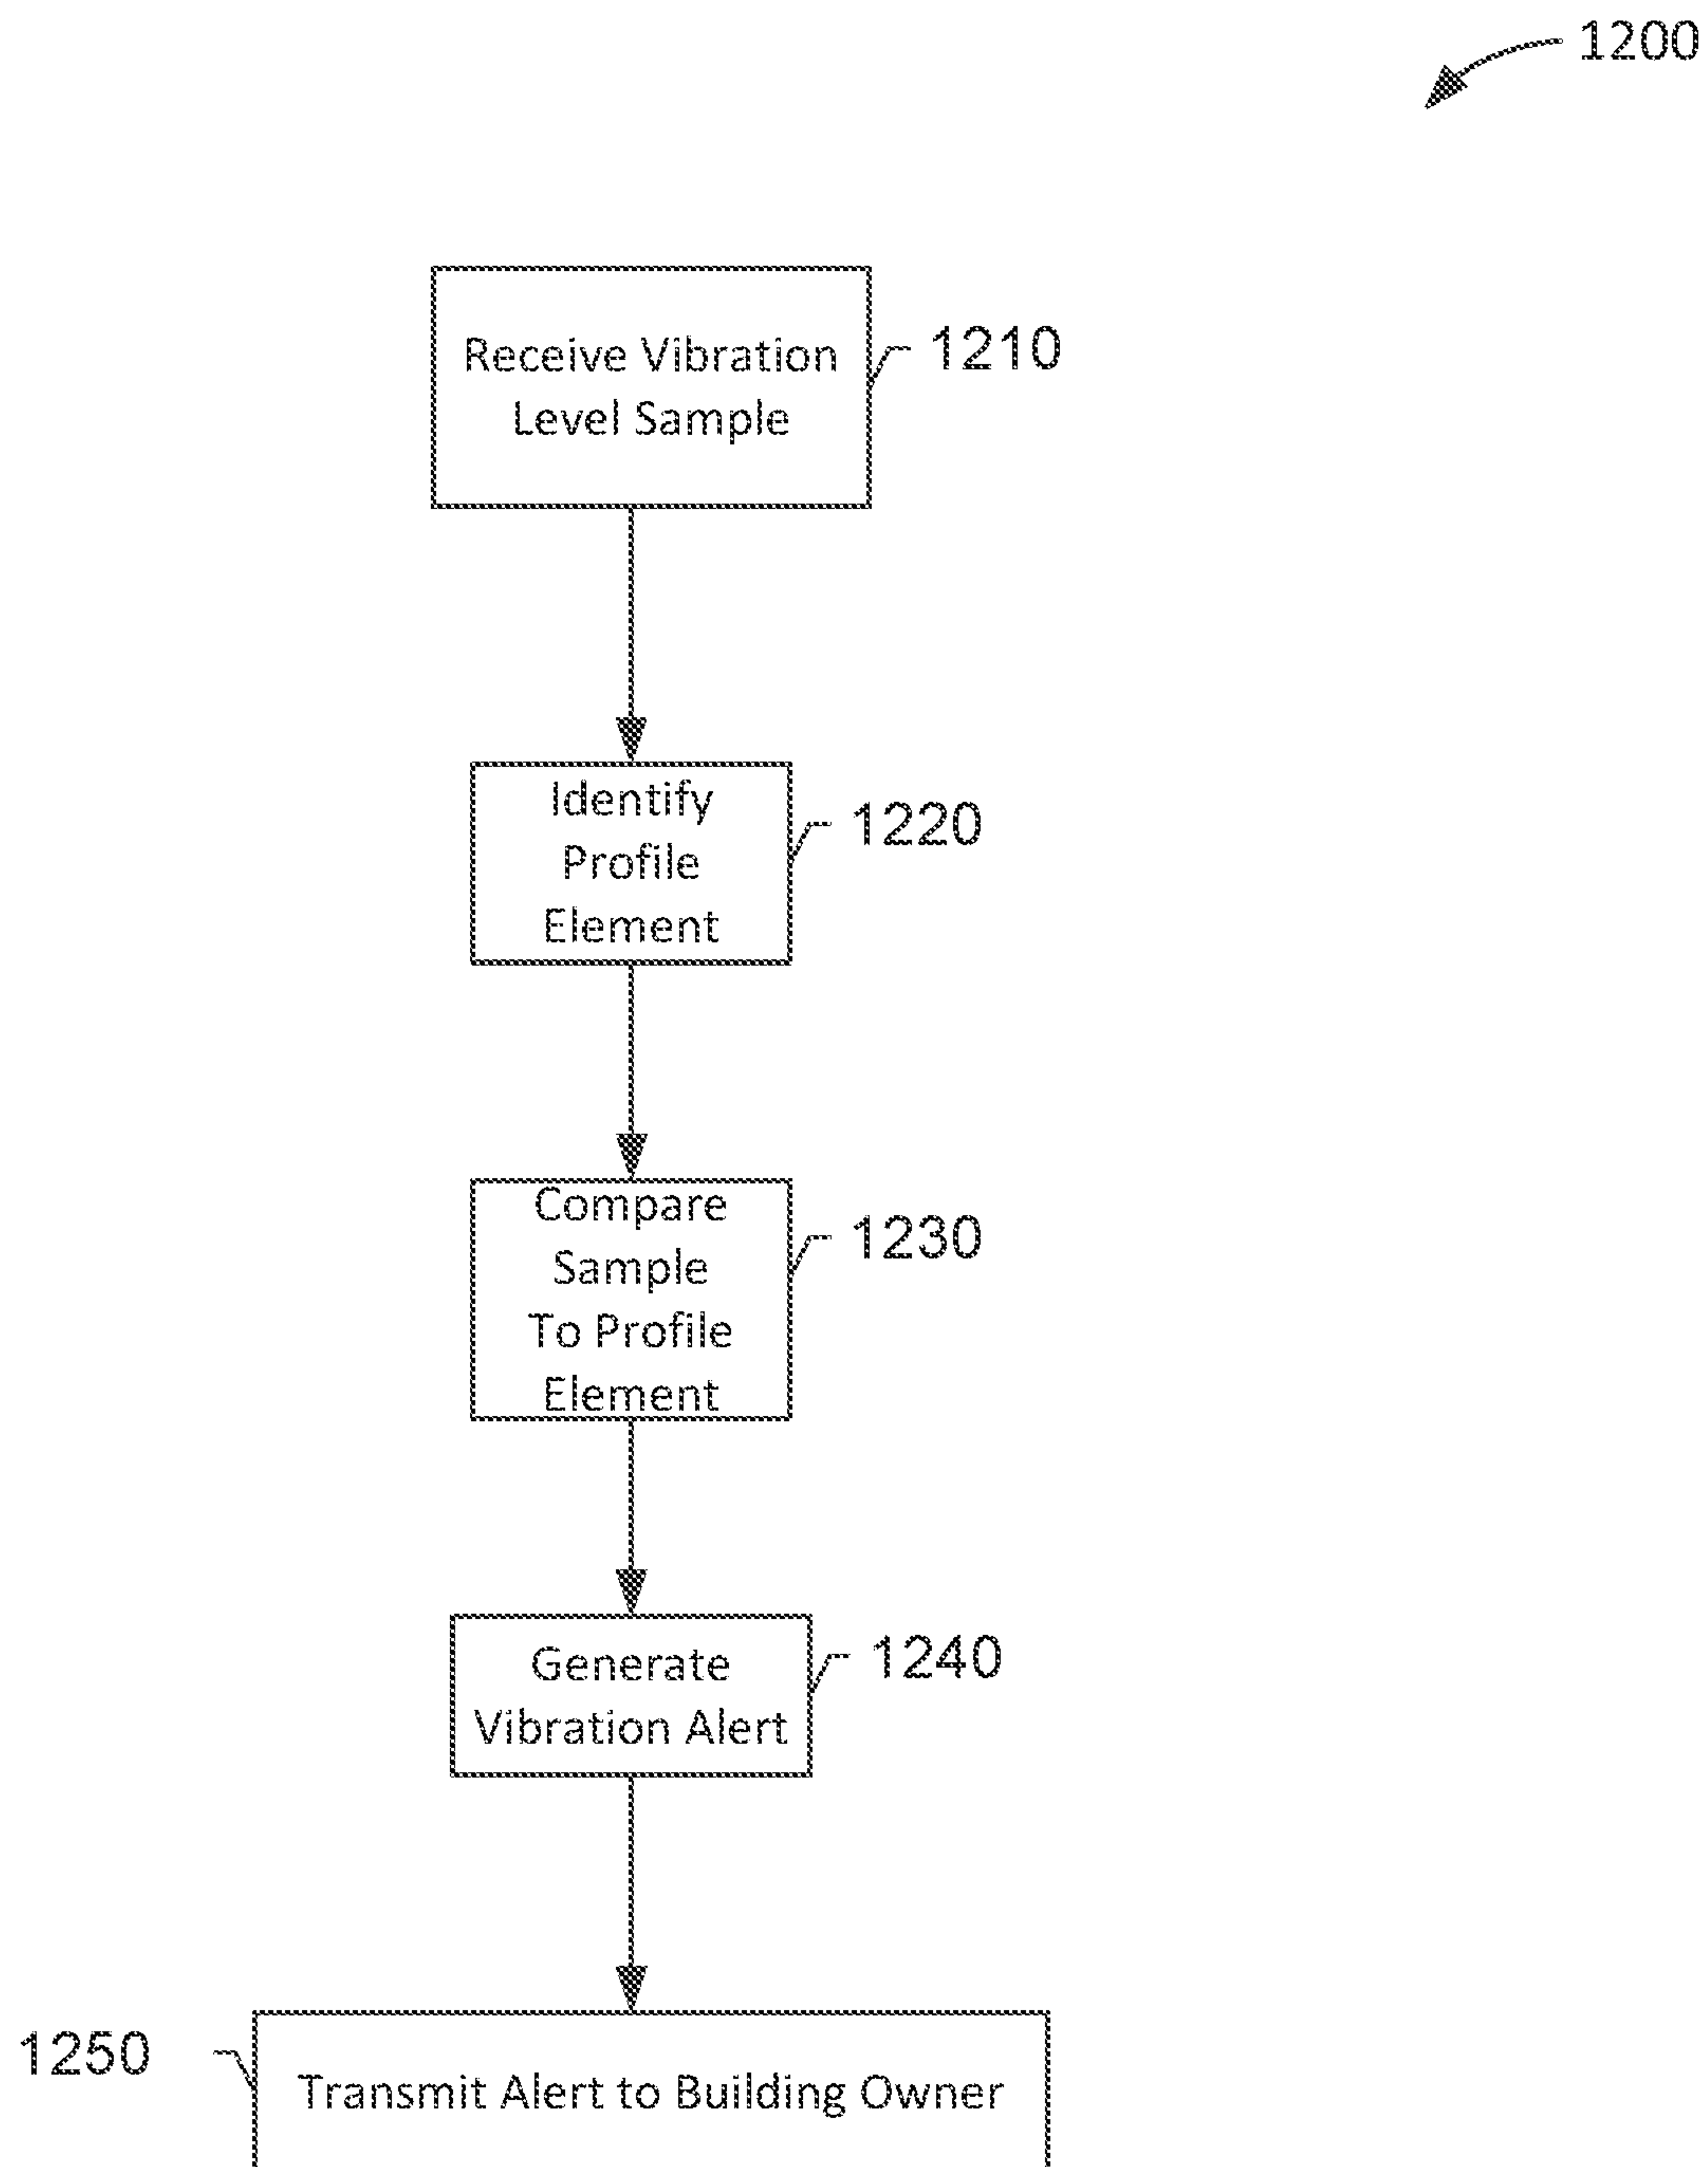 1200
Receive Vibration
Level Sample
1210
Identify
Profile
Element
1220
Compare
Sample
To Profile
Element
1230
Generate
Vibration Alert
1240
1250
Transmit Alert to Building Owner